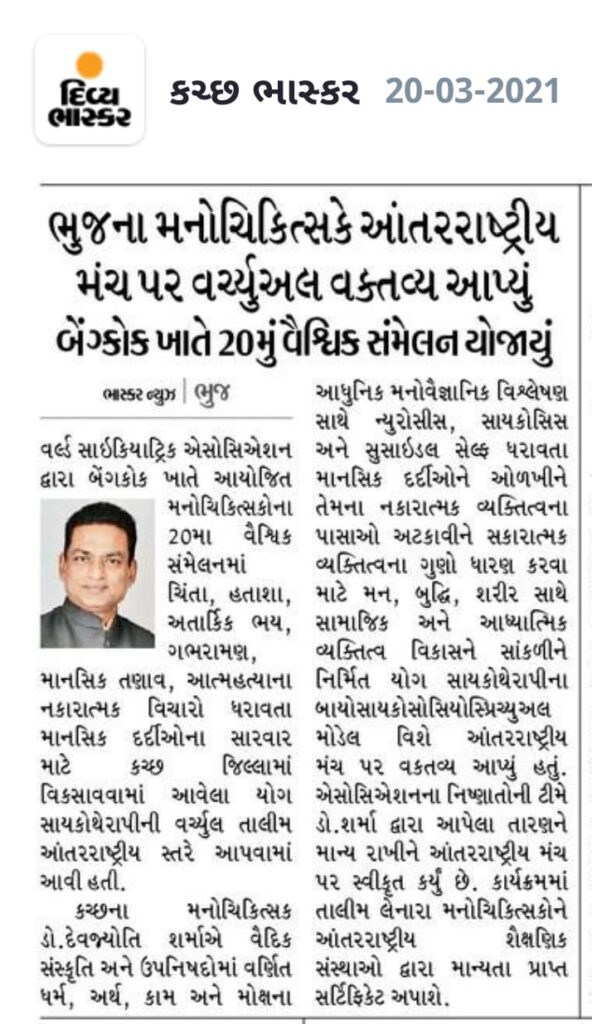 દિવ્ય
ભાસ્કર
કચ્છ ભાસ્કર 20-03-2021
ભુજના મનોચિકિત્સકે આંતરરાષ્ટ્રીય
મંચ પર વર્ચ્યુઅલ વક્તવ્ય આપ્યું
બેંગ્કોક ખાતે 20મું વૈશ્વિક સંમેલન યોજાયું
ભાસ્કર ન્યુઝ | ભુજ
વર્લ્ડ સાઇકિયાટ્રિક એસોસિએશન
દ્વારા બેંગકોક ખાતે આયોજિત
મનોચિકિત્સકોના
20મા વૈશ્વિક
સંમેલનમાં
ચિંતા, હતાશા,
અતાર્કિક ભય,
ગભરામણ,
માનસિક તણાવ, આત્મહત્યાના
નકારાત્મક વિચારો ધરાવતા
માનસિક દર્દીઓના સારવાર
માટે કચ્છ જિલ્લામાં
વિકસાવવામાં આવેલા યોગ
સાયકોથેરાપીની વર્ચ્યુલ તાલીમ
આંતરરાષ્ટ્રીય સ્તરે આપવામાં
આવી હતી.
કચ્છના મનોચિકિત્સક
ડો.દેવજ્યોતિ શર્માએ વૈદિક
સંસ્કૃતિ અને ઉપનિષદોમાં વર્ણિત
ધર્મ, અર્થ, કામ અને મોક્ષના
આધુનિક મનોવૈજ્ઞાનિક વિશ્લેષણ
સાથે ન્યુરોસીસ, સાયકોસિસ
અને સુસાઇડલ સેલ્ફ ધરાવતા
માનસિક દર્દીઓને ઓળખીને
તેમના નકારાત્મક વ્યક્તિત્વના
પાસાઓ અટકાવીને સકારાત્મક
વ્યક્તિત્વના ગુણો ધારણ કરવા
માટે મન, બુદ્ધિ, શરીર સાથે
સામાજિક અને આધ્યાત્મિક
વ્યક્તિત્વ વિકાસને સાંકળીને
નિર્મિત યોગ સાયકોથેરાપીના
બાયોસાયકોસોસિયોસ્પ્રિચ્યુઅલ
મોડેલ વિશે આંતરરાષ્ટ્રીય
મંચ પર વકતવ્ય આપ્યું હતું.
એસોસિએશનના નિષ્ણાતોની ટીમે
ડો.શર્મા દ્વારા આપેલા તારણને
માન્ય રાખીને આંતરરાષ્ટ્રીય મંચ
પર સ્વીકૃત કર્યું છે. કાર્યક્રમમાં
તાલીમ લેનારા મનોચિકિત્સકોને
આંતરરાષ્ટ્રીય શૈક્ષણિક
સંસ્થાઓ દ્વારા માન્યતા પ્રાપ્ત
સર્ટિફિકેટ અપાશે.